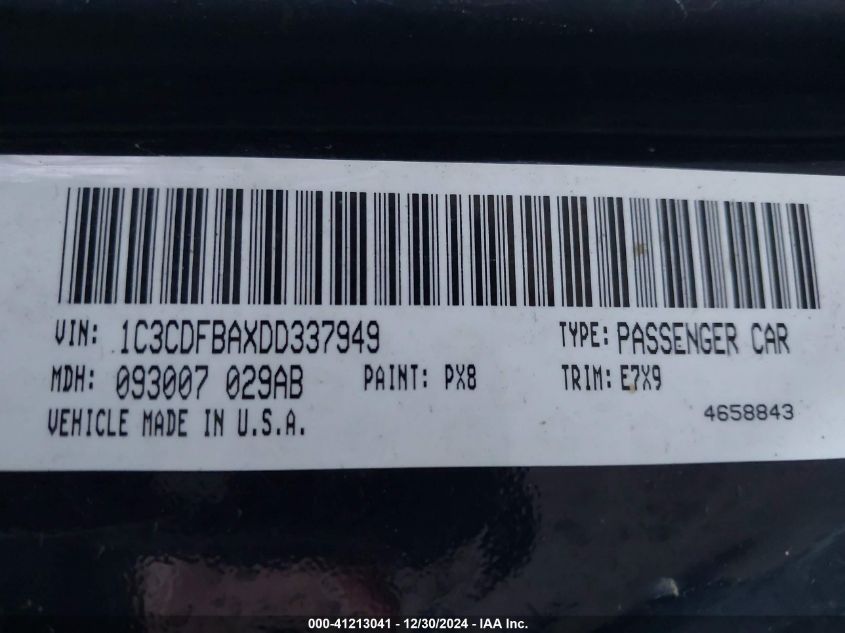 VIN: 1C3CDFBAXDD337949 TYPE: PASSENGER CAR
MDH: 093007 029AB PAINT: PX8 TRIM: E7X9
VEHICLE MADE IN U.S.A. 4658843
000-41213041 - 12/30/2024 - IAA Inc.